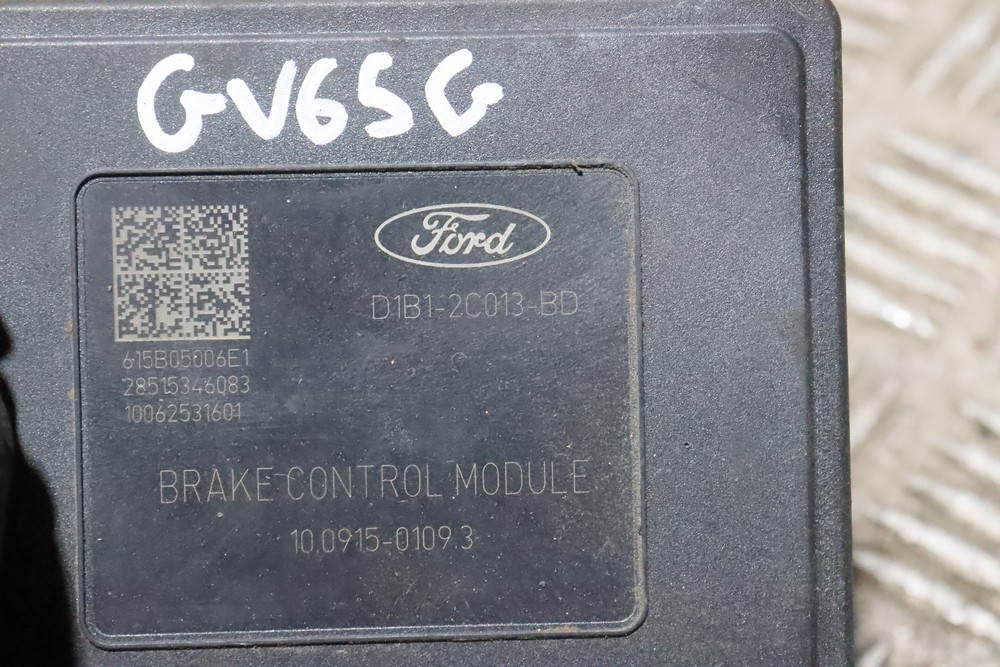 GV65G
Ford
D1B1-2C013-BD
615B05006E1
28515346083
10062531601
BRAKE CONTROL MODULE
10.0915-0109.3